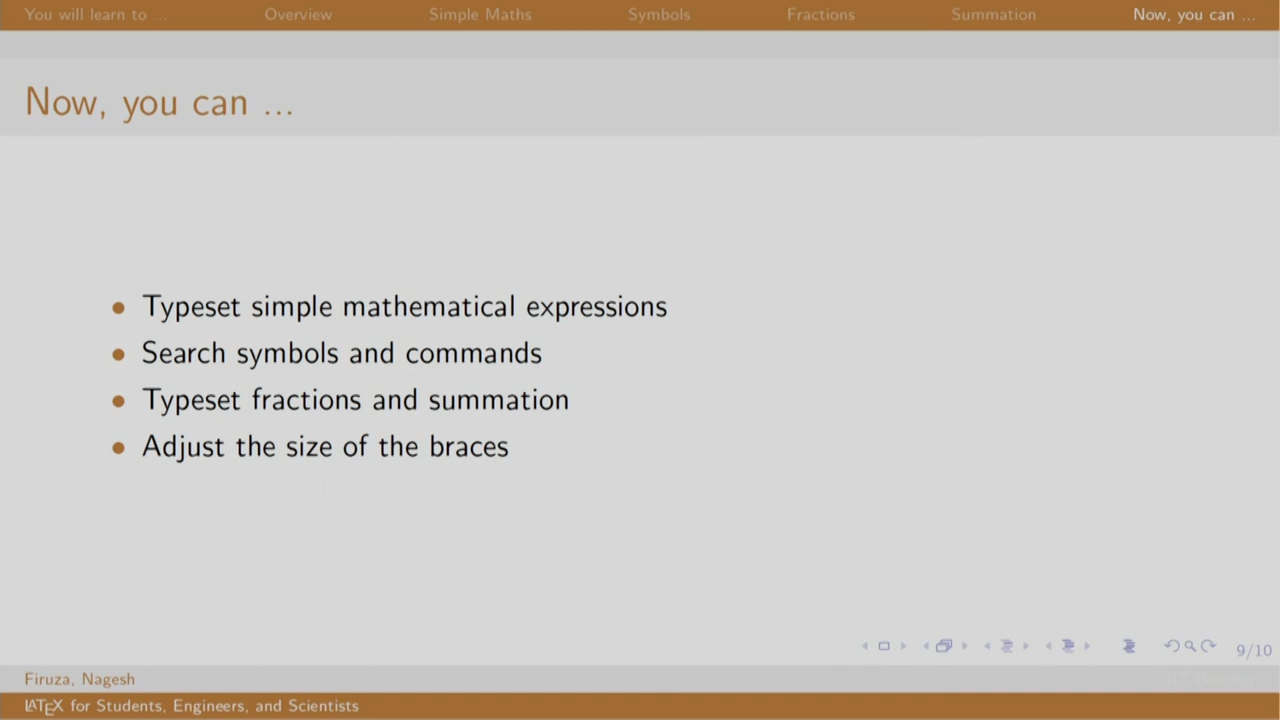 You will learn to ... Overview Simple Maths Symbols Fractions Summation Now, you can ...
Now, you can ...
• Typeset simple mathematical expressions
• Search symbols and commands
• Typeset fractions and summation
• Adjust the size of the braces
9/10
Firuza, Nagesh
LATEX for Students, Engineers, and Scientists